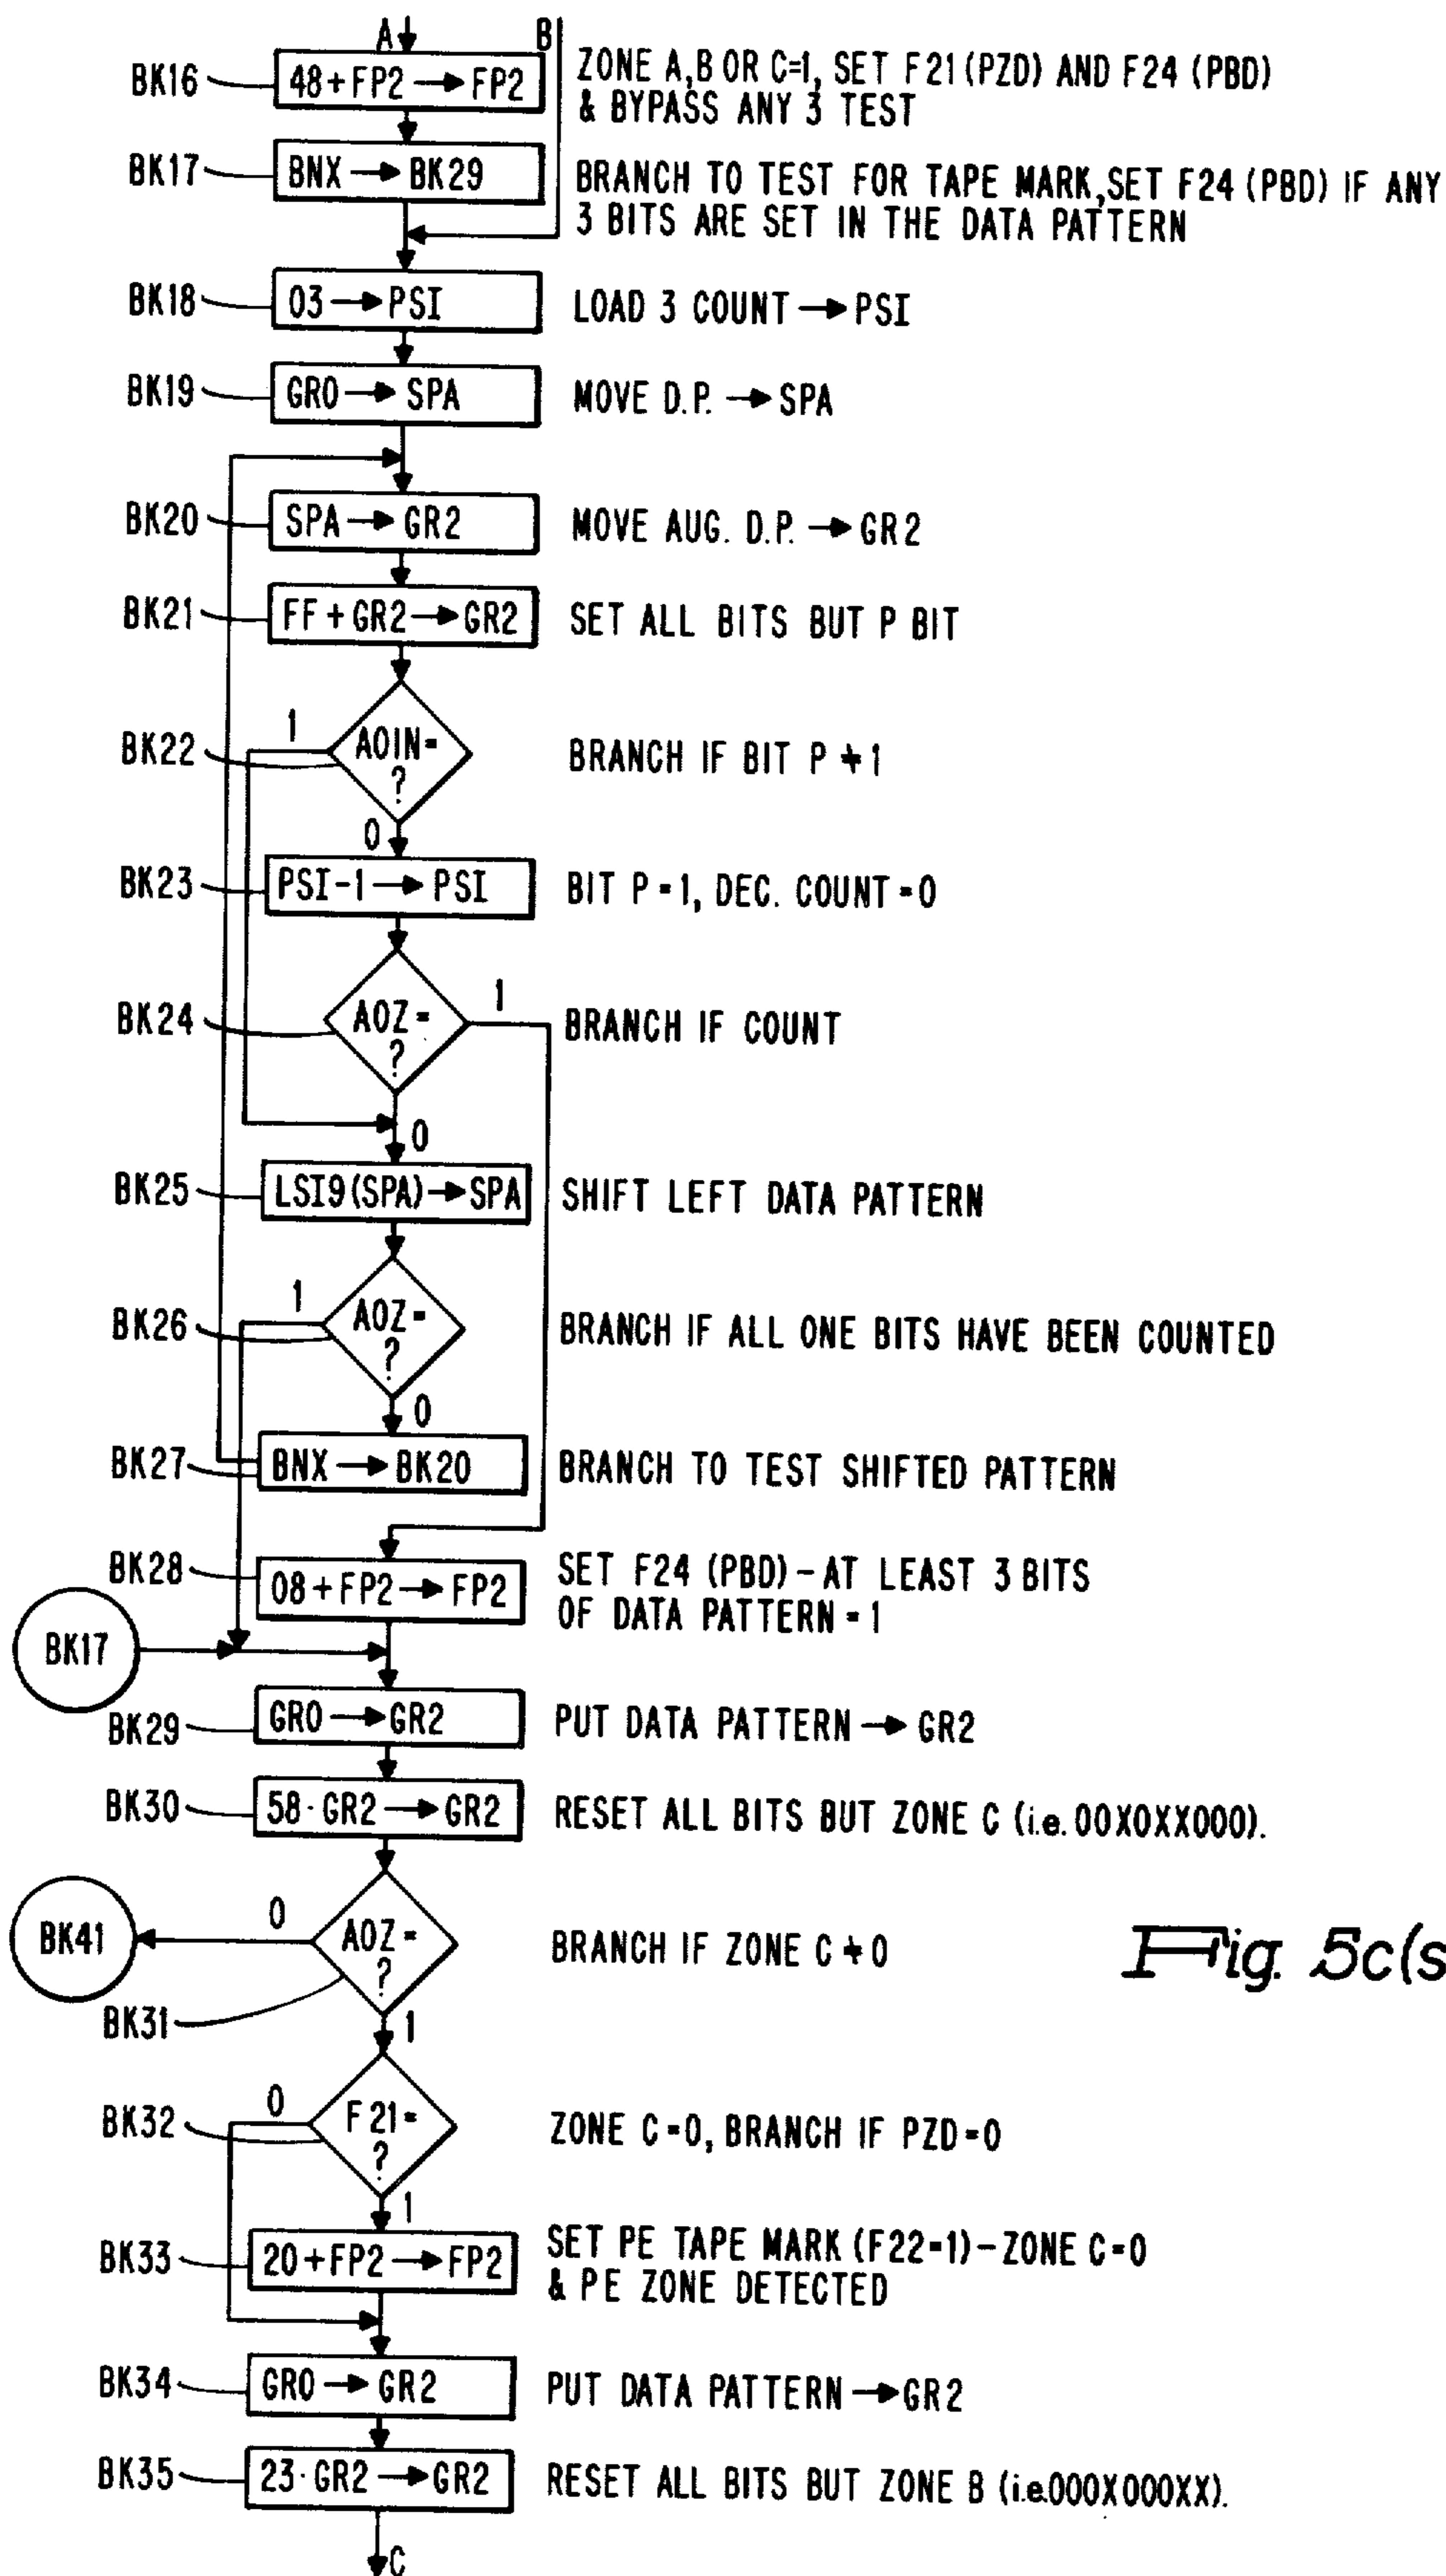 A B
BK16 48+FP2→FP2 ZONE A,B OR C=1, SET F21 (PZD) AND F24 (PBD)
& BYPASS ANY 3 TEST
BK17 BNX→BK29 BRANCH TO TEST FOR TAPE MARK, SET F24 (PBD) IF ANY
3 BITS ARE SET IN THE DATA PATTERN
BK18 03→PSI LOAD 3 COUNT→PSI
BK19 GR0→SPA MOVE D.P.→SPA
BK20 SPA→GR2 MOVE AUG. D.P.→GR2
BK21 FF+GR2→GR2 SET ALL BITS BUT P BIT
1
BK22 A0IN= BRANCH IF BIT P ≠ 1
?
0
BK23 PSI-1→PSI BIT P=1, DEC. COUNT=0
1
BK24 A0Z= BRANCH IF COUNT
?
0
BK25 LSI9(SPA)→SPA SHIFT LEFT DATA PATTERN
1
BK26 A0Z= BRANCH IF ALL ONE BITS HAVE BEEN COUNTED
?
0
BK27 BNX→BK20 BRANCH TO TEST SHIFTED PATTERN
BK28 08+FP2→FP2 SET F24 (PBD)-AT LEAST 3 BITS
OF DATA PATTERN=1
BK17
BK29 GR0→GR2 PUT DATA PATTERN→GR2
BK30 58·GR2→GR2 RESET ALL BITS BUT ZONE C (i.e. 00X0XX000).
0
BK41 A0Z= BRANCH IF ZONE C ≠ 0
?
BK31
1
Fig. 5c(s
0
BK32 F21= ZONE C=0, BRANCH IF PZD=0
?
1
BK33 20+FP2→FP2 SET PE TAPE MARK (F22=1)-ZONE C=0
& PE ZONE DETECTED
BK34 GR0→GR2 PUT DATA PATTERN→GR2
BK35 23·GR2→GR2 RESET ALL BITS BUT ZONE B (i.e.000X000XX).
C